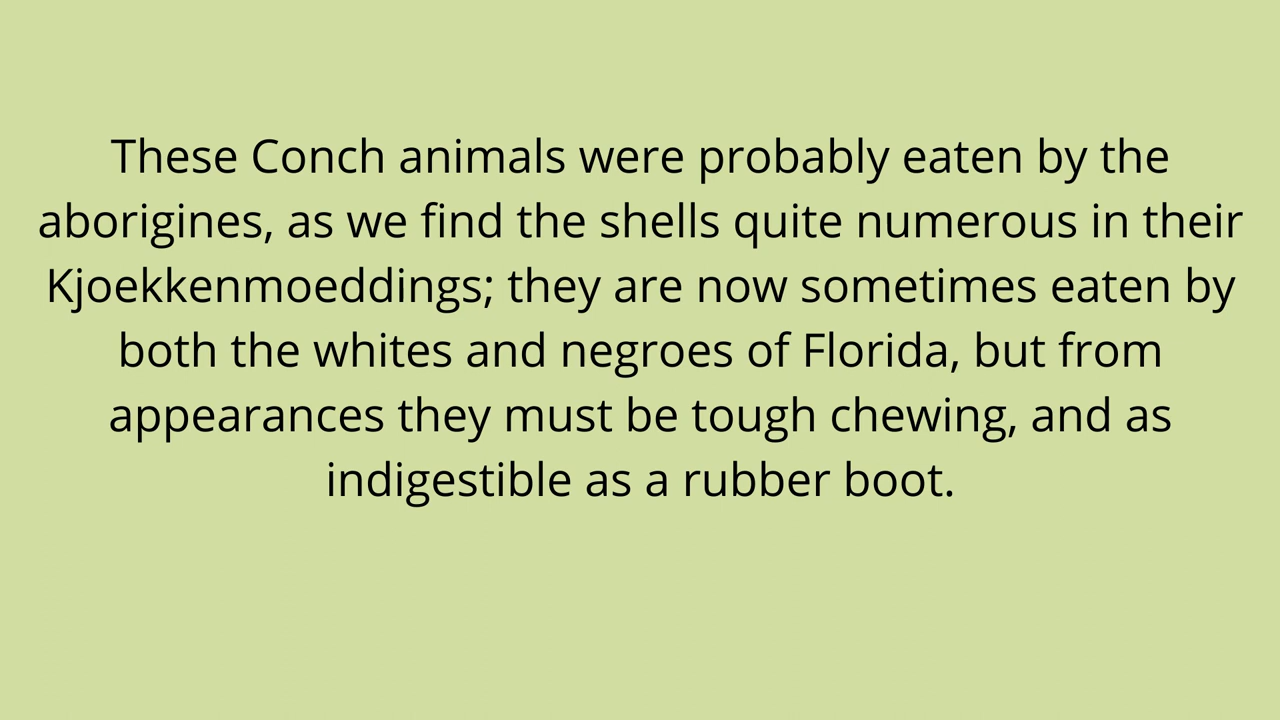 These Conch animals were probably eaten by the
aborigines, as we find the shells quite numerous in their
Kjoekkenmoeddings; they are now sometimes eaten by
both the whites and negroes of Florida, but from
appearances they must be tough chewing, and as
indigestible as a rubber boot.